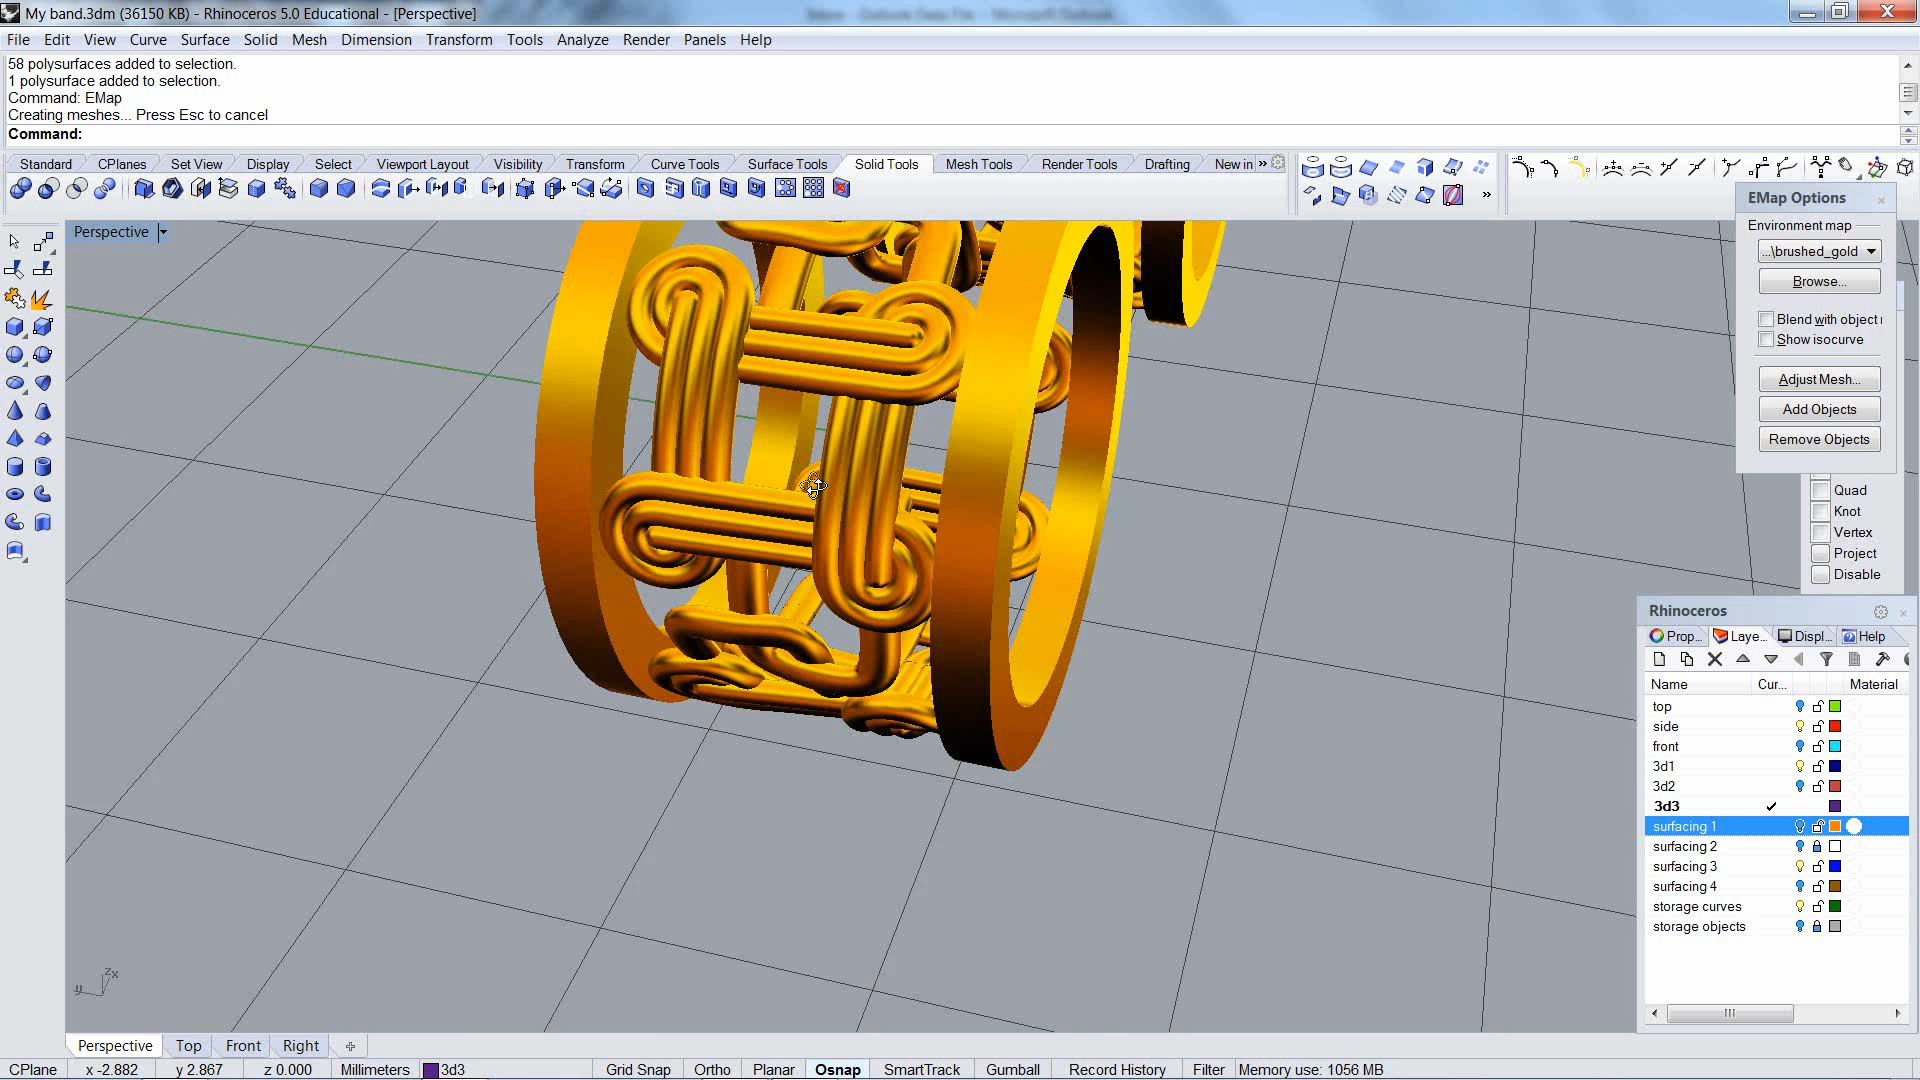 My band.3dm (36150 KB) - Rhinoceros 5.0 Educational - [Perspective]
File Edit View Curve Surface Solid Mesh Dimension Transform Tools Analyze Render Panels Help
58 polysurfaces added to selection.
1 polysurface added to selection.
Command: EMap
Creating meshes... Press Esc to cancel
Command:
Standard CPlanes Set View Display Select Viewport Layout Visibility Transform Curve Tools Surface Tools Solid Tools Mesh Tools Render Tools Drafting New in »
Perspective
EMap Options
Environment map
...\brushed_gold
Browse...
Blend with object
Show isocurve
Adjust Mesh...
Add Objects
Remove Objects
Quad
Knot
Vertex
Project
Disable
Rhinoceros
Prop... Laye... Displ... Help
Name Cur... Material
top
side
front
3d1
3d2
3d3
surfacing 1
surfacing 2
surfacing 3
surfacing 4
storage curves
storage objects
z x
y
Perspective Top Front Right
CPlane x -2.882 y 2.867 z 0.000 Millimeters 3d3 Grid Snap Ortho Planar Osnap SmartTrack Gumball Record History Filter Memory use: 1056 MB